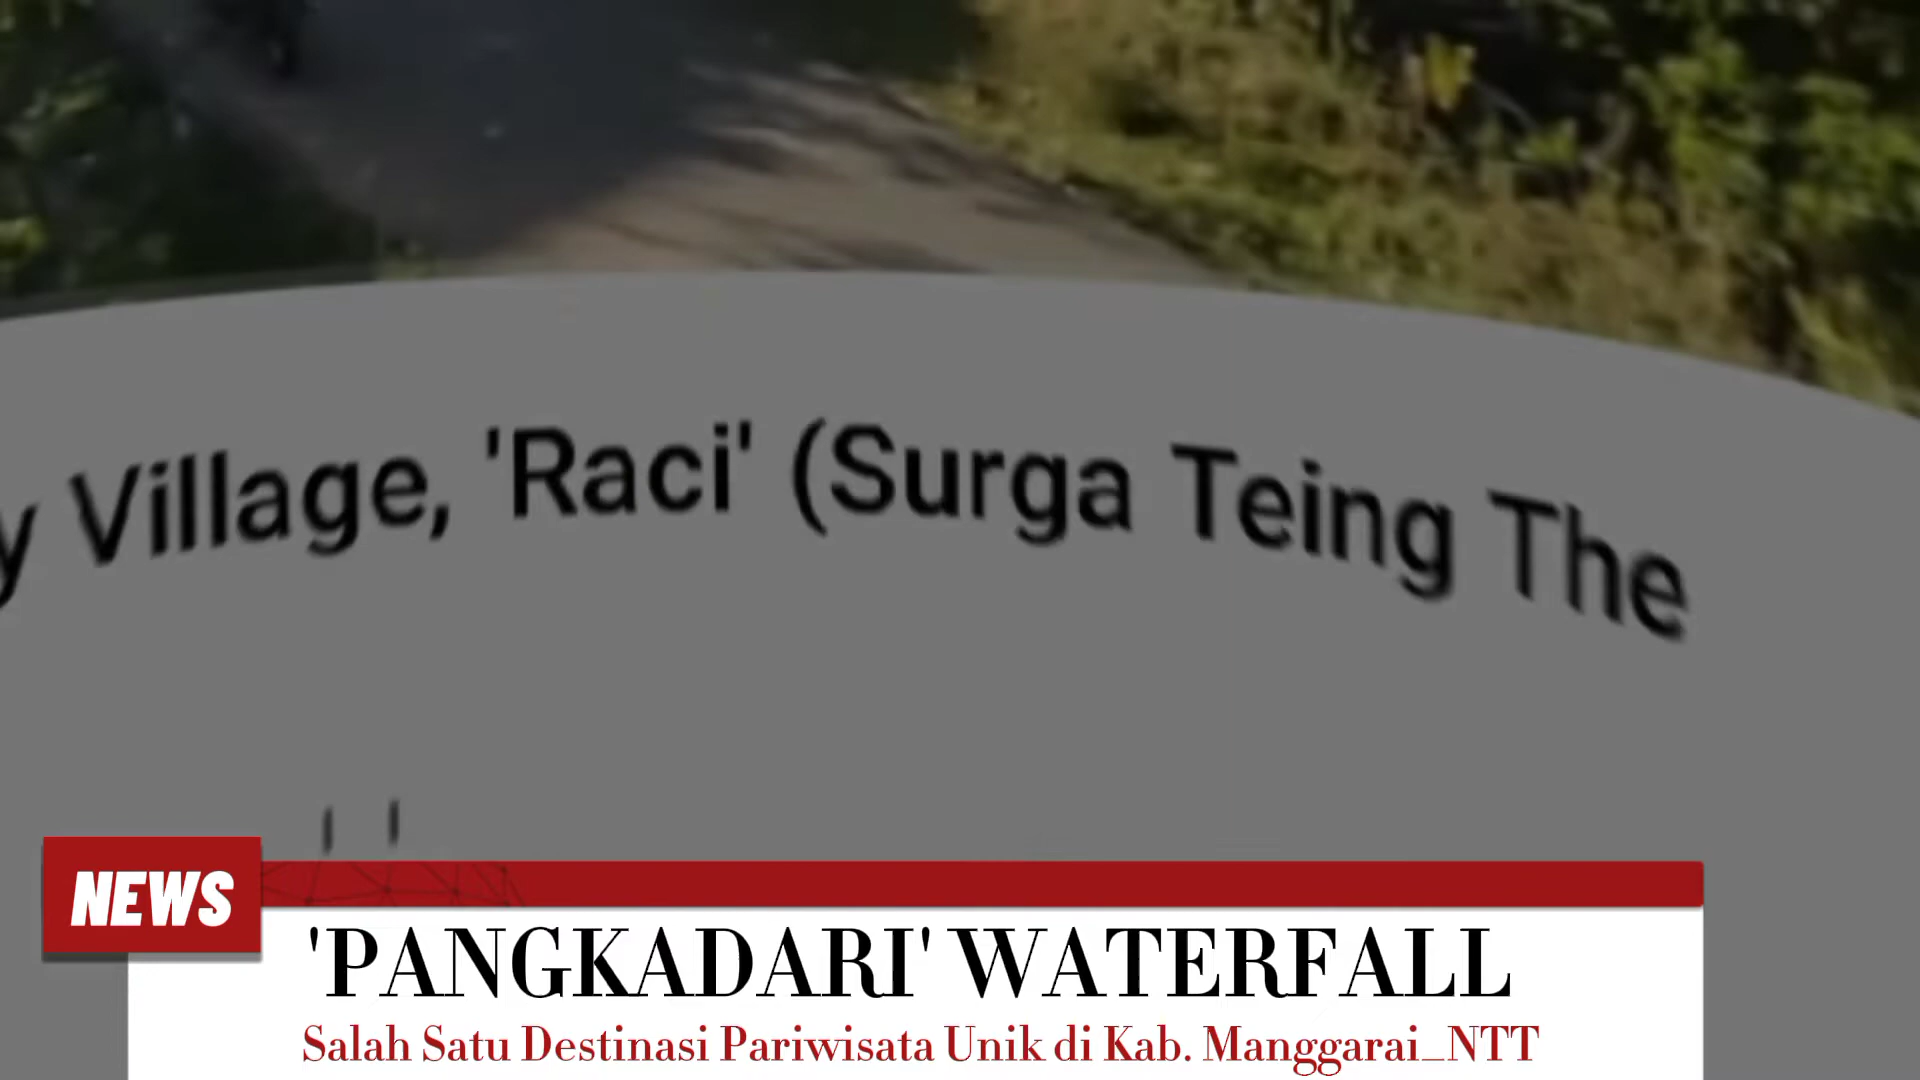 Village, 'Raci' (Surga Teing The
NEWS
'PANGKADARI' WATERFALL
Salah Satu Destinasi Pariwisata Unik di Kab. Manggarai_NTT